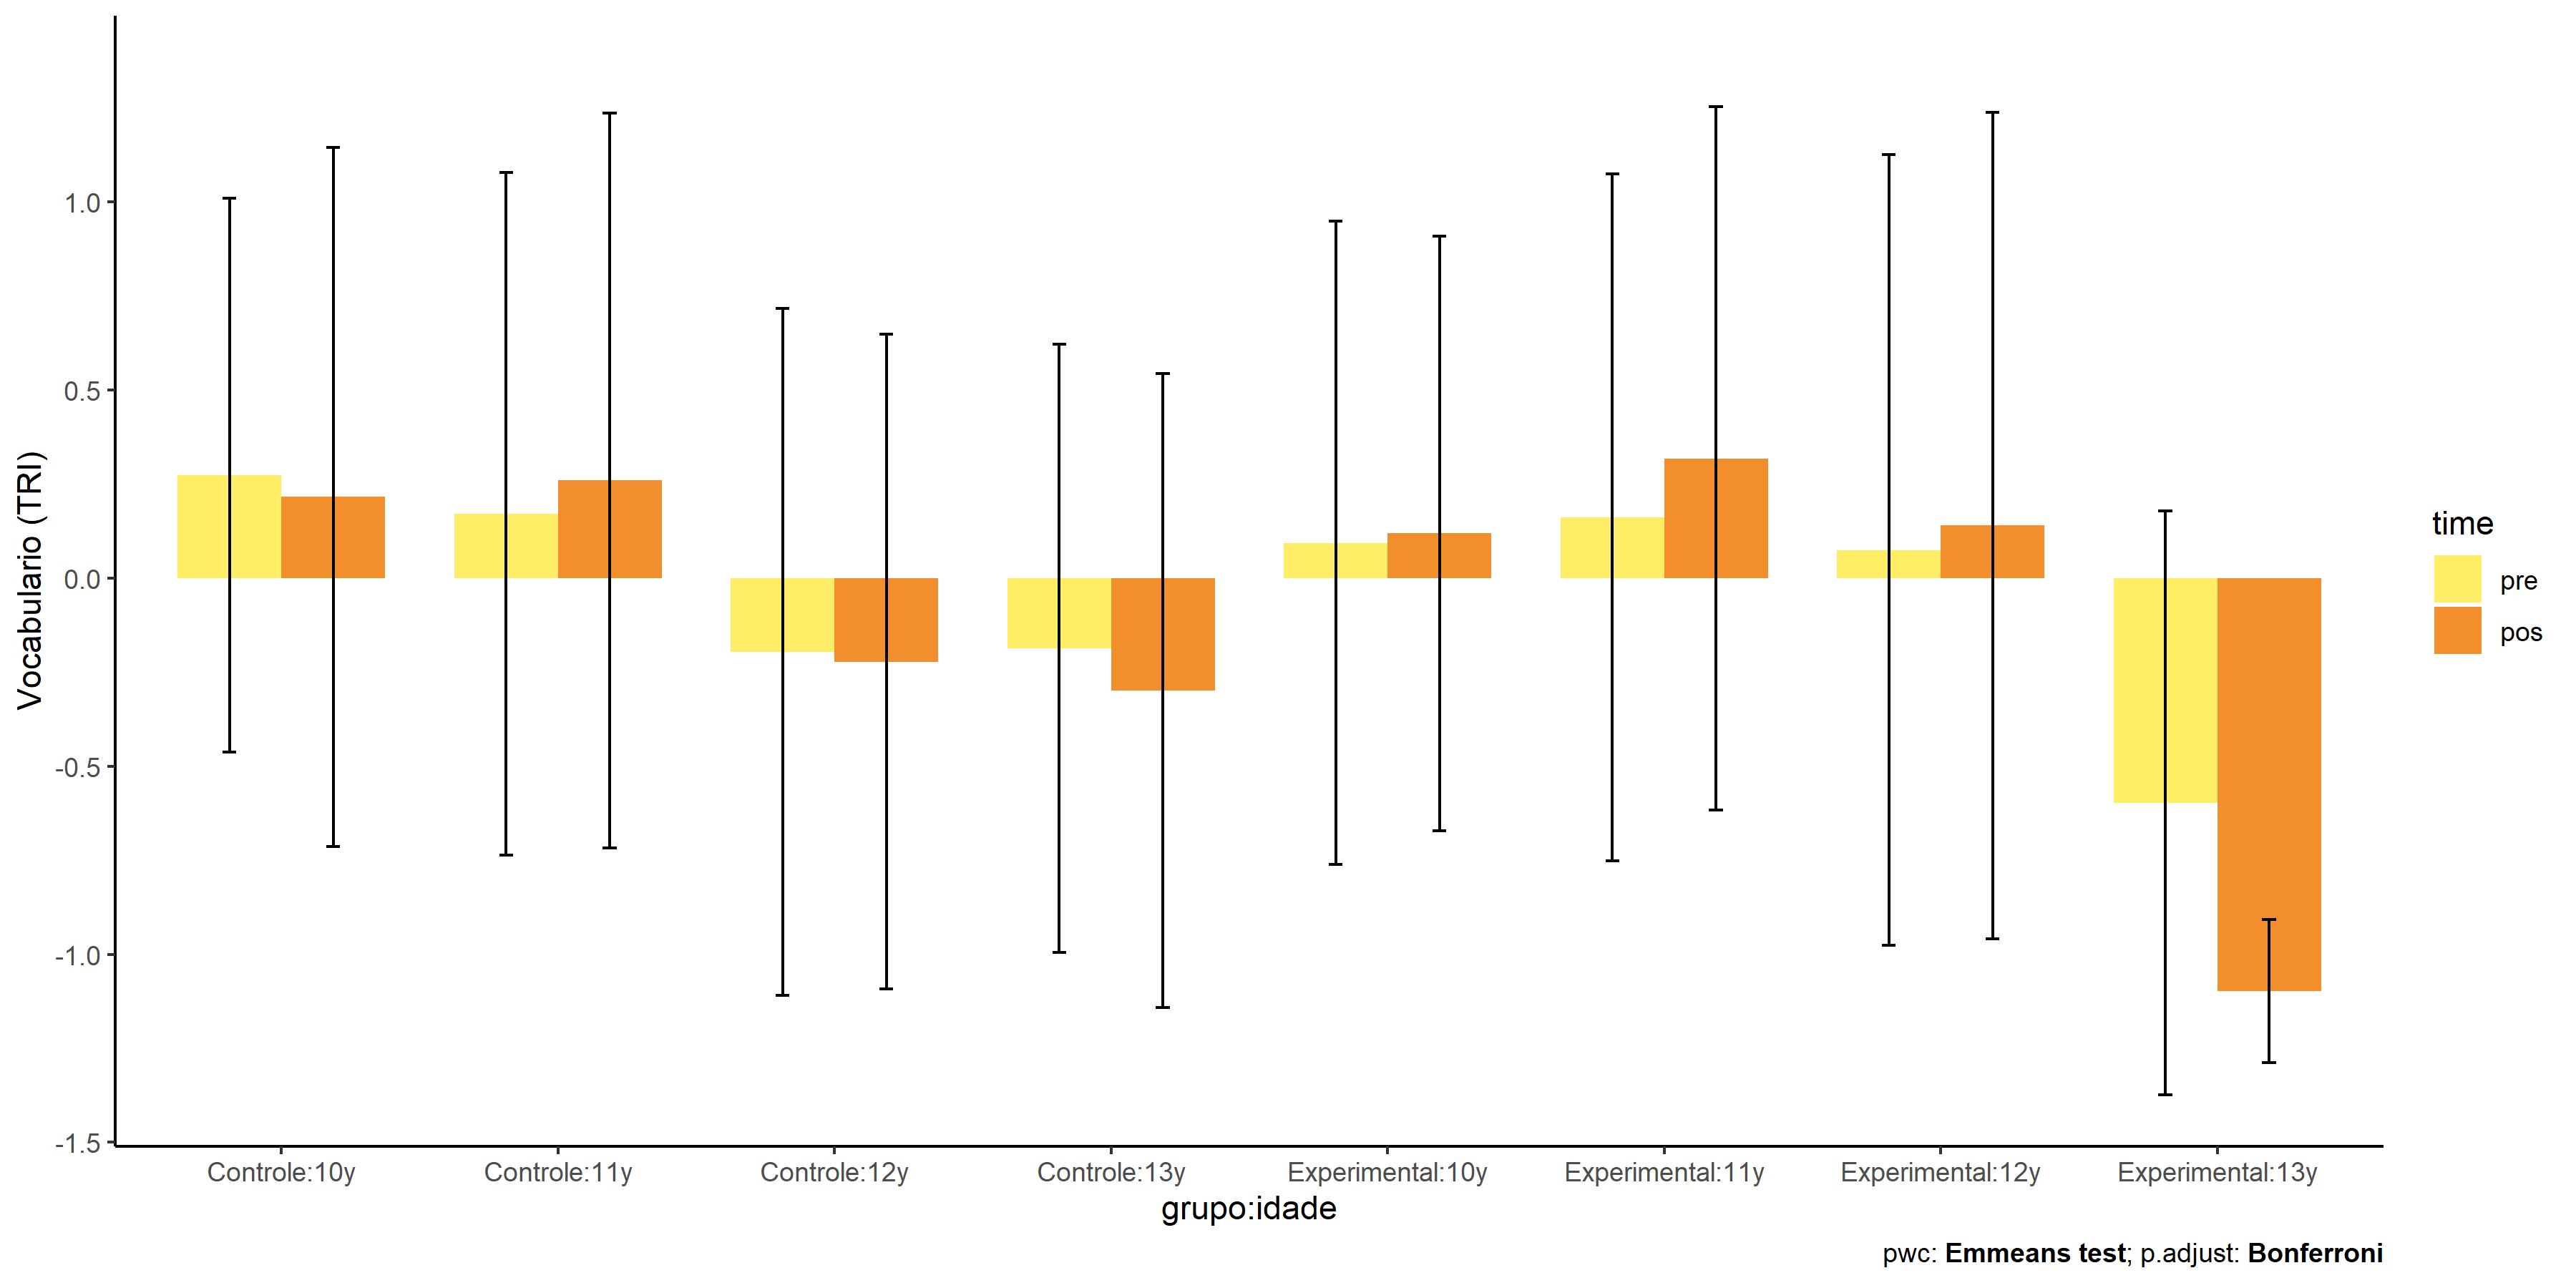 Vocabulario (TRI)
1.0
0.5
0.0
-0.5
-1.0
-1.5
Controle:10y Controle:11y Controle:12y Controle:13y Experimental:10y Experimental:11y Experimental:12y Experimental:13y
grupo:idade
time
pre
pos
pwc: Emmeans test; p.adjust: Bonferroni